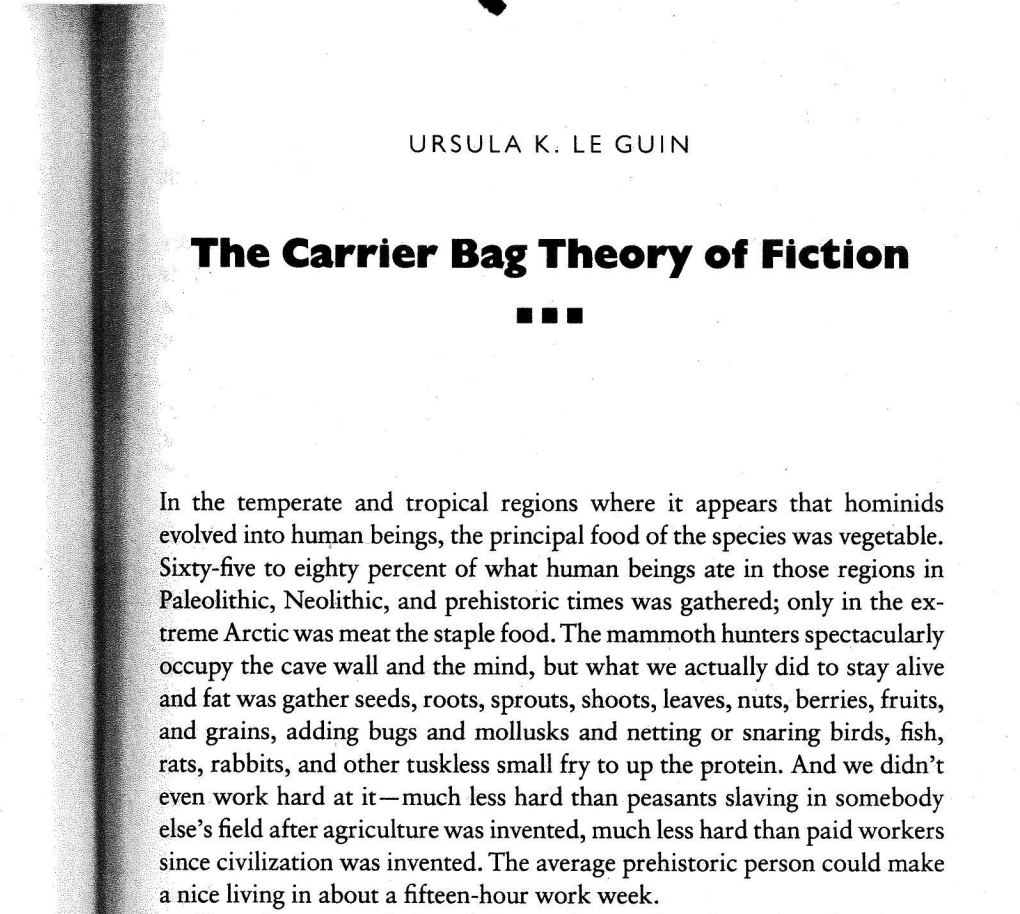 URSULA K. LE GUIN
The Carrier Bag Theory of Fiction
In the temperate and tropical regions where it appears that hominids
evolved into human beings, the principal food of the species was vegetable.
Sixty-five to eighty percent of what human beings ate in those regions in
Paleolithic, Neolithic, and prehistoric times was gathered; only in the ex-
treme Arctic was meat the staple food. The mammoth hunters spectacularly
occupy the cave wall and the mind, but what we actually did to stay alive
and fat was gather seeds, roots, sprouts, shoots, leaves, nuts, berries, fruits,
and grains, adding bugs and mollusks and netting or snaring birds, fish,
rats, rabbits, and other tuskless small fry to up the protein. And we didn't
even work hard at it—much less hard than peasants slaving in somebody
else's field after agriculture was invented, much less hard than paid workers
since civilization was invented. The average prehistoric person could make
a nice living in about a fifteen-hour work week.